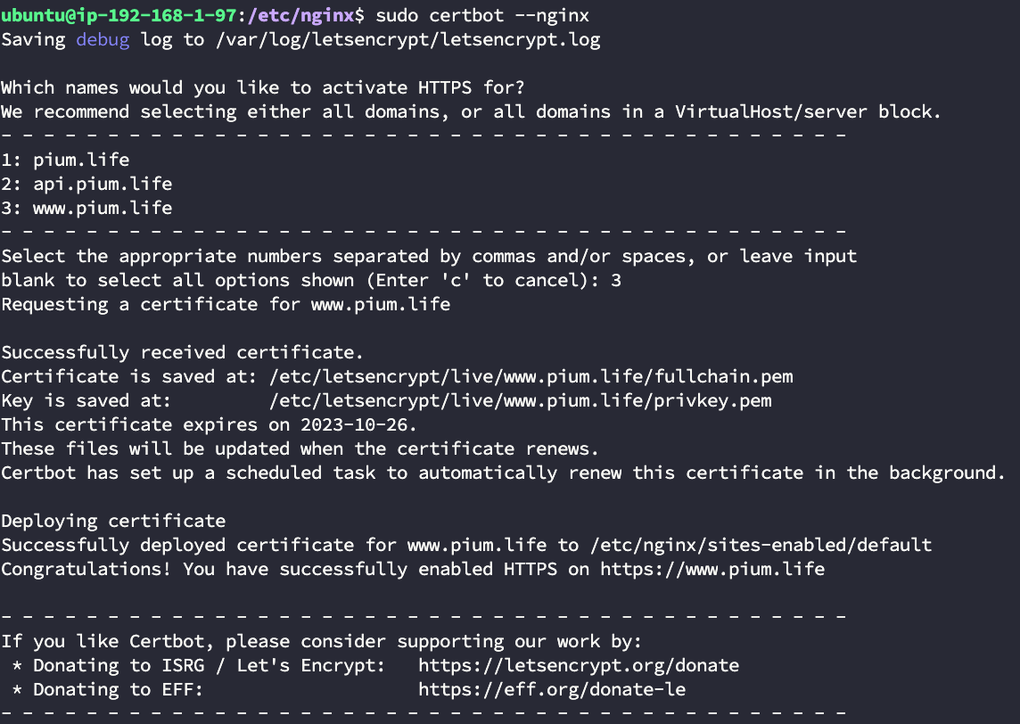 ubuntu@ip-192-168-1-97:/etc/nginx$ sudo certbot --nginx
Saving debug log to /var/log/letsencrypt/letsencrypt.log
Which names would you like to activate HTTPS for?
We recommend selecting either all domains, or all domains in a VirtualHost/server block.
- - - - - - - - - - - - - - - - - - - - - - - - - - - - - - - - - - - - - - - -
1: pium.life
2: api.pium.life
3: www.pium.life
- - - - - - - - - - - - - - - - - - - - - - - - - - - - - - - - - - - - - - - -
Select the appropriate numbers separated by commas and/or spaces, or leave input
blank to select all options shown (Enter 'c' to cancel): 3
Requesting a certificate for www.pium.life
Successfully received certificate.
Certificate is saved at: /etc/letsencrypt/live/www.pium.life/fullchain.pem
Key is saved at:         /etc/letsencrypt/live/www.pium.life/privkey.pem
This certificate expires on 2023-10-26.
These files will be updated when the certificate renews.
Certbot has set up a scheduled task to automatically renew this certificate in the background.
Deploying certificate
Successfully deployed certificate for www.pium.life to /etc/nginx/sites-enabled/default
Congratulations! You have successfully enabled HTTPS on https://www.pium.life
- - - - - - - - - - - - - - - - - - - - - - - - - - - - - - - - - - - - - - - -
If you like Certbot, please consider supporting our work by:
 * Donating to ISRG / Let's Encrypt:   https://letsencrypt.org/donate
 * Donating to EFF:                    https://eff.org/donate-le
- - - - - - - - - - - - - - - - - - - - - - - - - - - - - - - - - - - - - - - -